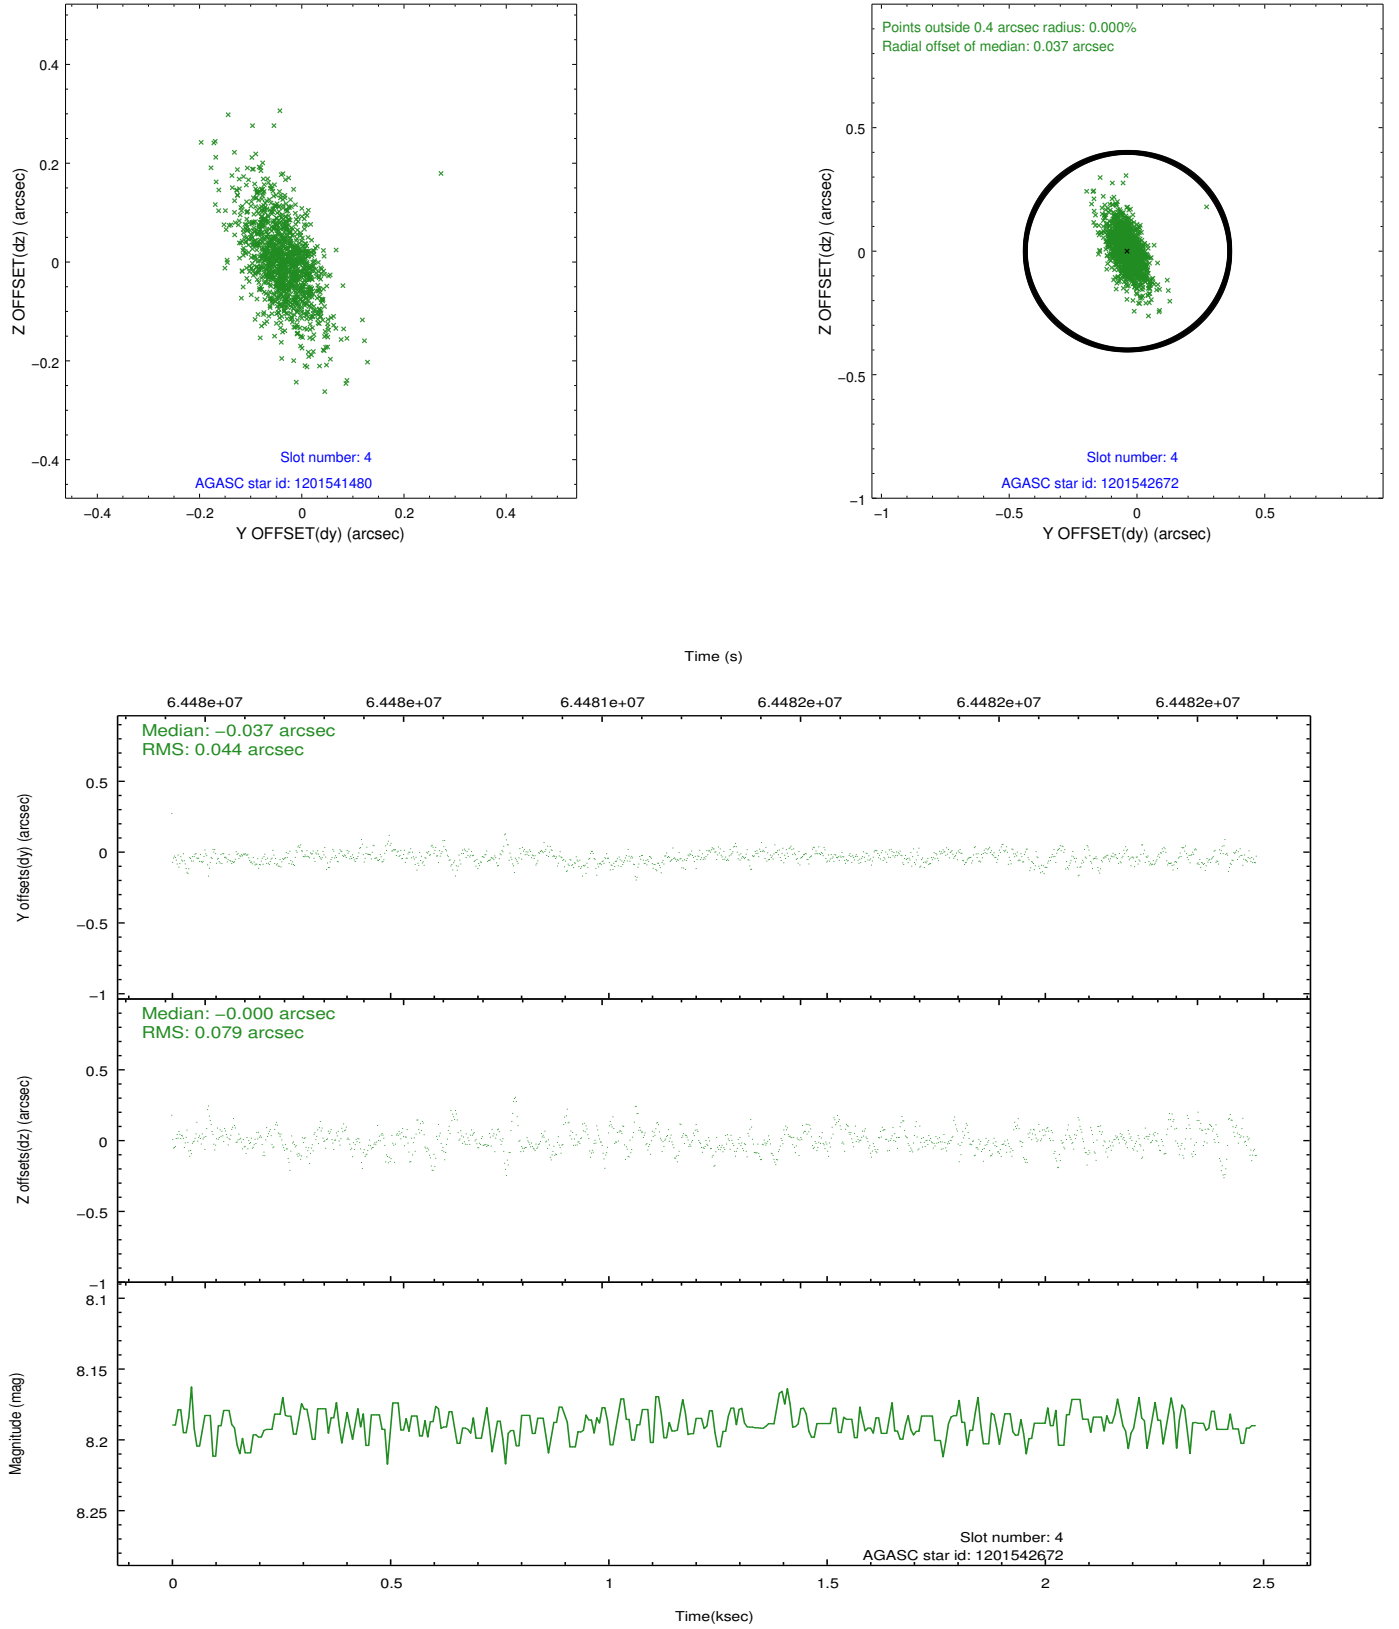 0.4
0.2
0
−0.2
−0.4
Z OFFSET(dz) (arcsec)
Slot number: 4
AGASC star id: 1201541480
−0.4
−0.2
0
0.2
0.4
Y OFFSET(dy) (arcsec)
Points outside 0.4 arcsec radius: 0.000%
Radial offset of median: 0.037 arcsec
0.5
0
−0.5
−1
Z OFFSET(dz) (arcsec)
Slot number: 4
AGASC star id: 1201542672
−1
−0.5
0
0.5
Y OFFSET(dy) (arcsec)
Time (s)
6.448e+07
6.448e+07
6.4481e+07
6.4482e+07
6.4482e+07
6.4482e+07
Median: −0.037 arcsec
RMS: 0.044 arcsec
0.5
0
−0.5
−1
Y offsets(dy) (arcsec)
Median: −0.000 arcsec
RMS: 0.079 arcsec
0.5
0
−0.5
−1
Z offsets(dz) (arcsec)
8.1
8.15
8.2
8.25
Magnitude (mag)
Slot number: 4
AGASC star id: 1201542672
0
0.5
1
1.5
2
2.5
Time(ksec)